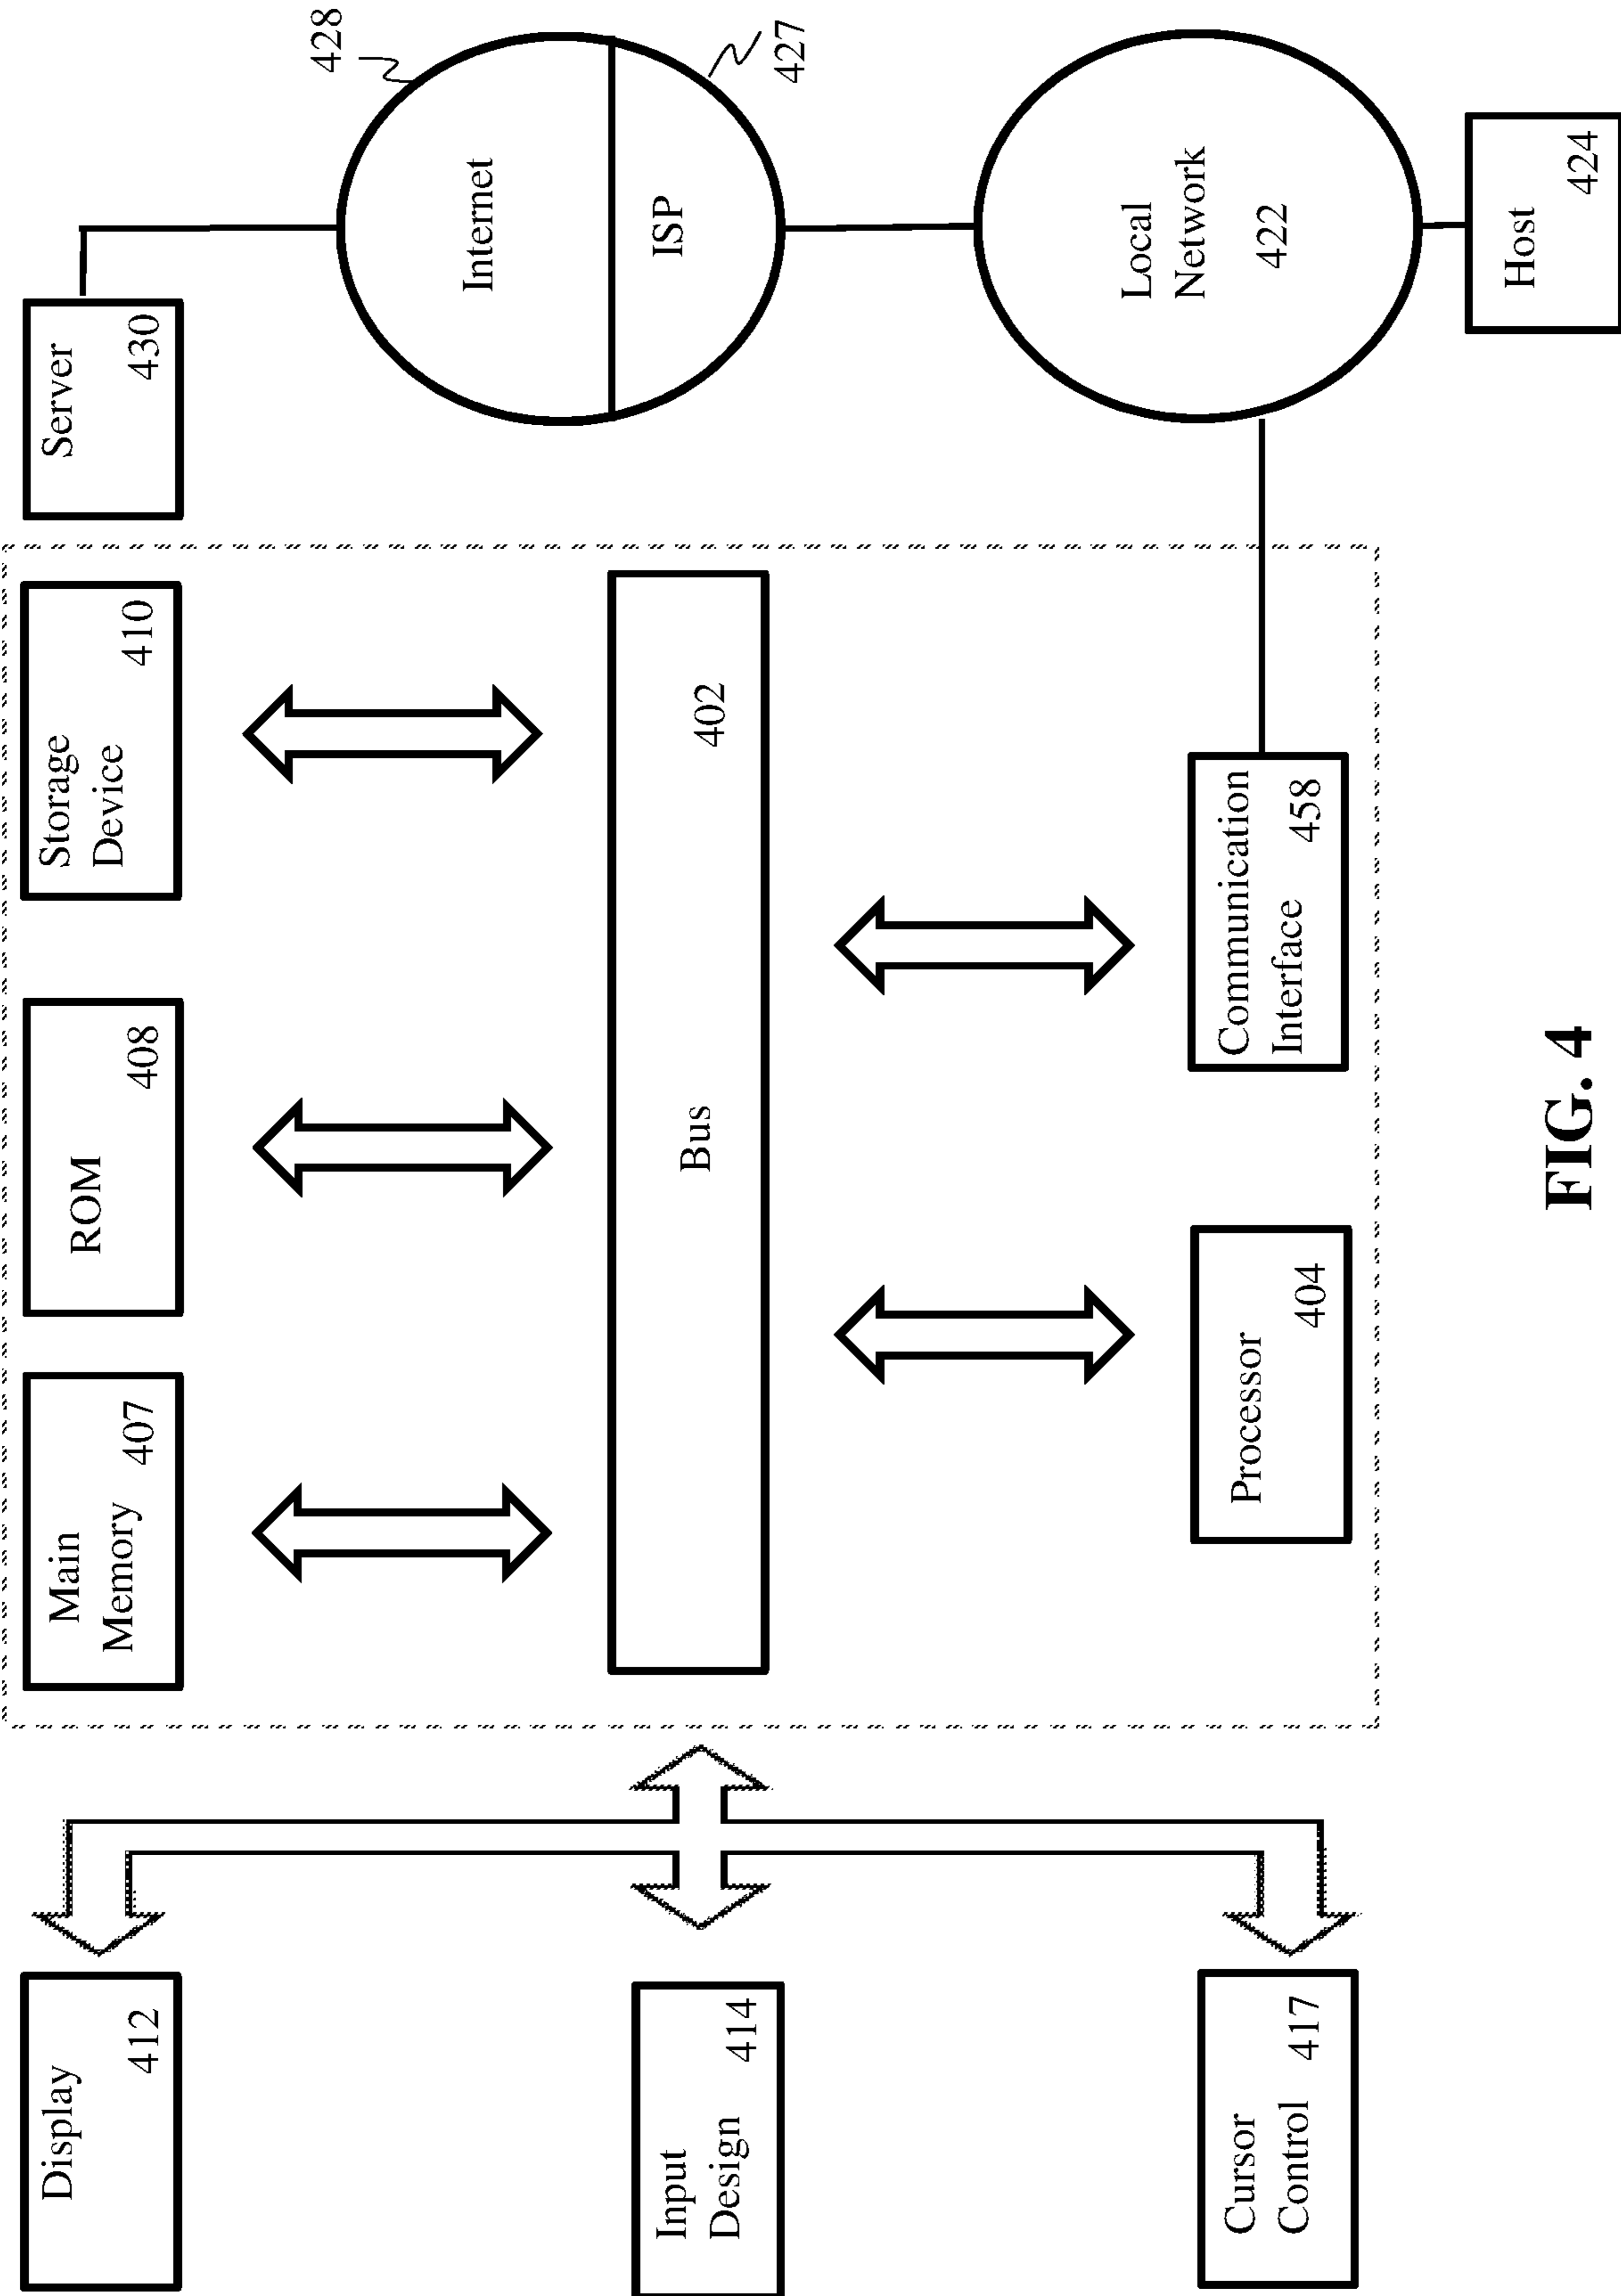 Display
412
Main
Memory 407
ROM
408
Storage
Device
410
Server
430
428
Internet
Input
Design
414
Bus
402
ISP
427
Cursor
Control
417
Processor
404
Communication
Interface 458
Local
Network
422
Host
424
FIG. 4